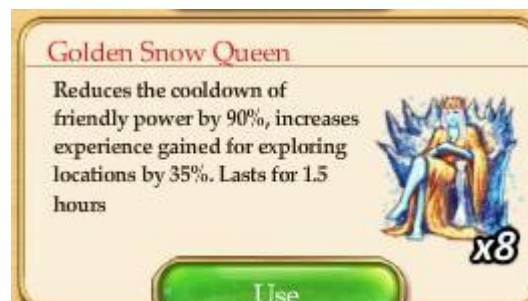 Golden Snow Queen
Reduces the cooldown of
friendly power by 90%, increases
experience gained for exploring
locations by 35%. Lasts for 1.5
hours
x8
Use